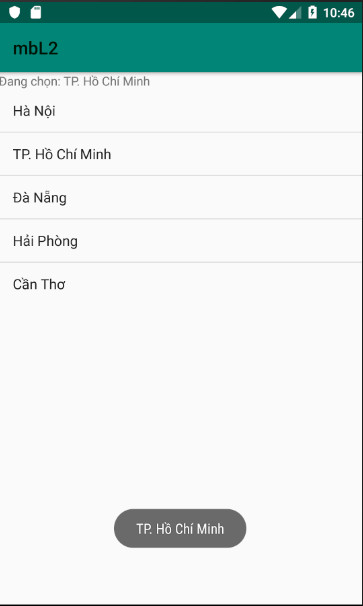 10:46
mbL2
Đang chọn: TP. Hồ Chí Minh
Hà Nội
TP. Hồ Chí Minh
Đà Nẵng
Hải Phòng
Cần Thơ
TP. Hồ Chí Minh